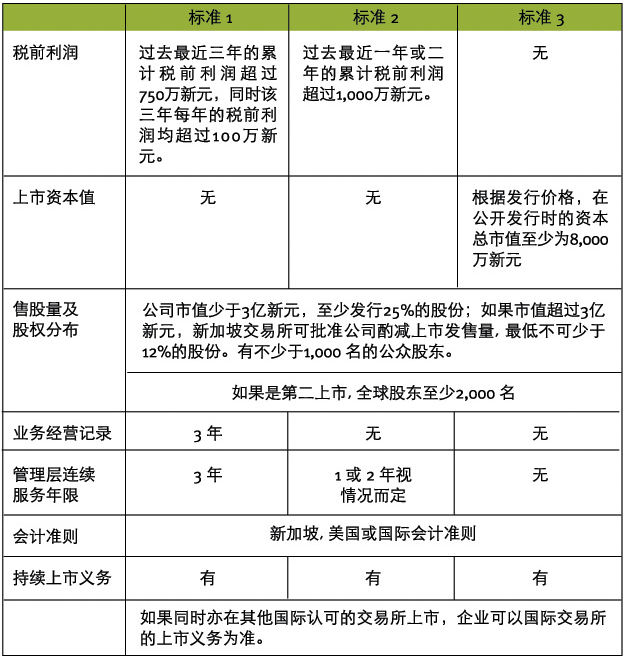 标准 1
标准 2
标准 3
税前利润
过去最近三年的累
计税前利润超过
750万新元，同时该
三年每年的税前利
润均超过100万新
元。
过去最近一年或二
年的累计税前利润
超过1,000万新元。
无
上市资本值
无
无
根据发行价格，在
公开发行时的资本
总市值至少为8,000
万新元
售股量及
股权分布
公司市值少于3亿新元，至少发行25%的股份；如果市值超过3亿
新元，新加坡交易所可批准公司酌减上市发售量, 最低不可少于
12%的股份。有不少于1,000 名的公众股东。
如果是第二上市, 全球股东至少2,000 名
业务经营记录
3 年
无
无
管理层连续
服务年限
3 年
1 或 2 年视
情况而定
无
会计准则
新加坡, 美国或国际会计准则
持续上市义务
有
有
有
如果同时亦在其他国际认可的交易所上市，企业可以国际交易所
的上市义务为准。